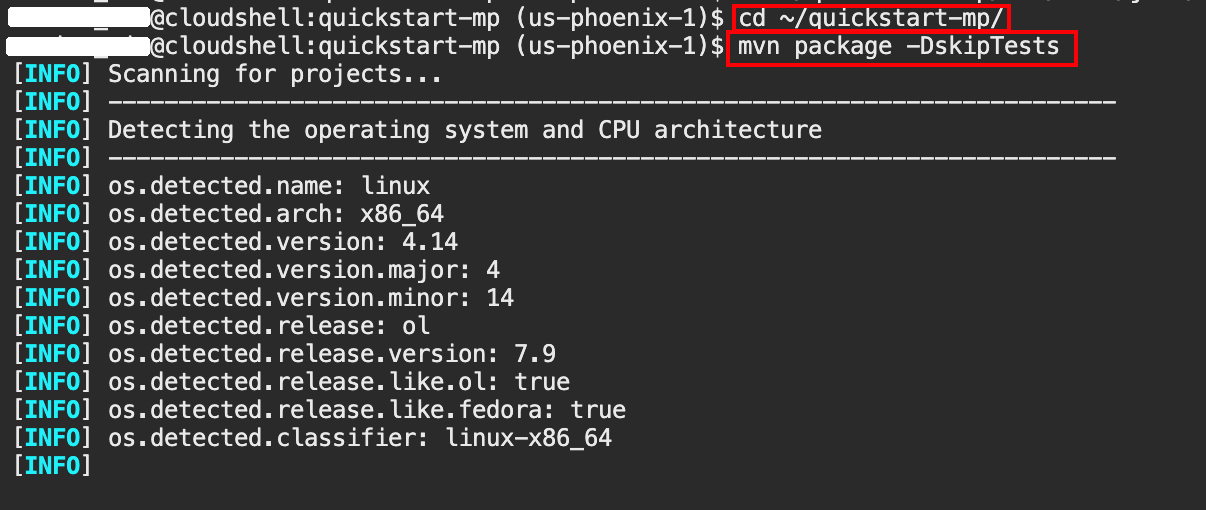 @cloudshell:quickstart-mp (us-phoenix-1)$ cd ~/quickstart-mp/
@cloudshell:quickstart-mp (us-phoenix-1)$ mvn package -DskipTests
[INFO] Scanning for projects...
[INFO] ------------------------------------------------------------------------
[INFO] Detecting the operating system and CPU architecture
[INFO] ------------------------------------------------------------------------
[INFO] os.detected.name: linux
[INFO] os.detected.arch: x86_64
[INFO] os.detected.version: 4.14
[INFO] os.detected.version.major: 4
[INFO] os.detected.version.minor: 14
[INFO] os.detected.release: ol
[INFO] os.detected.release.version: 7.9
[INFO] os.detected.release.like.ol: true
[INFO] os.detected.release.like.fedora: true
[INFO] os.detected.classifier: linux-x86_64
[INFO]